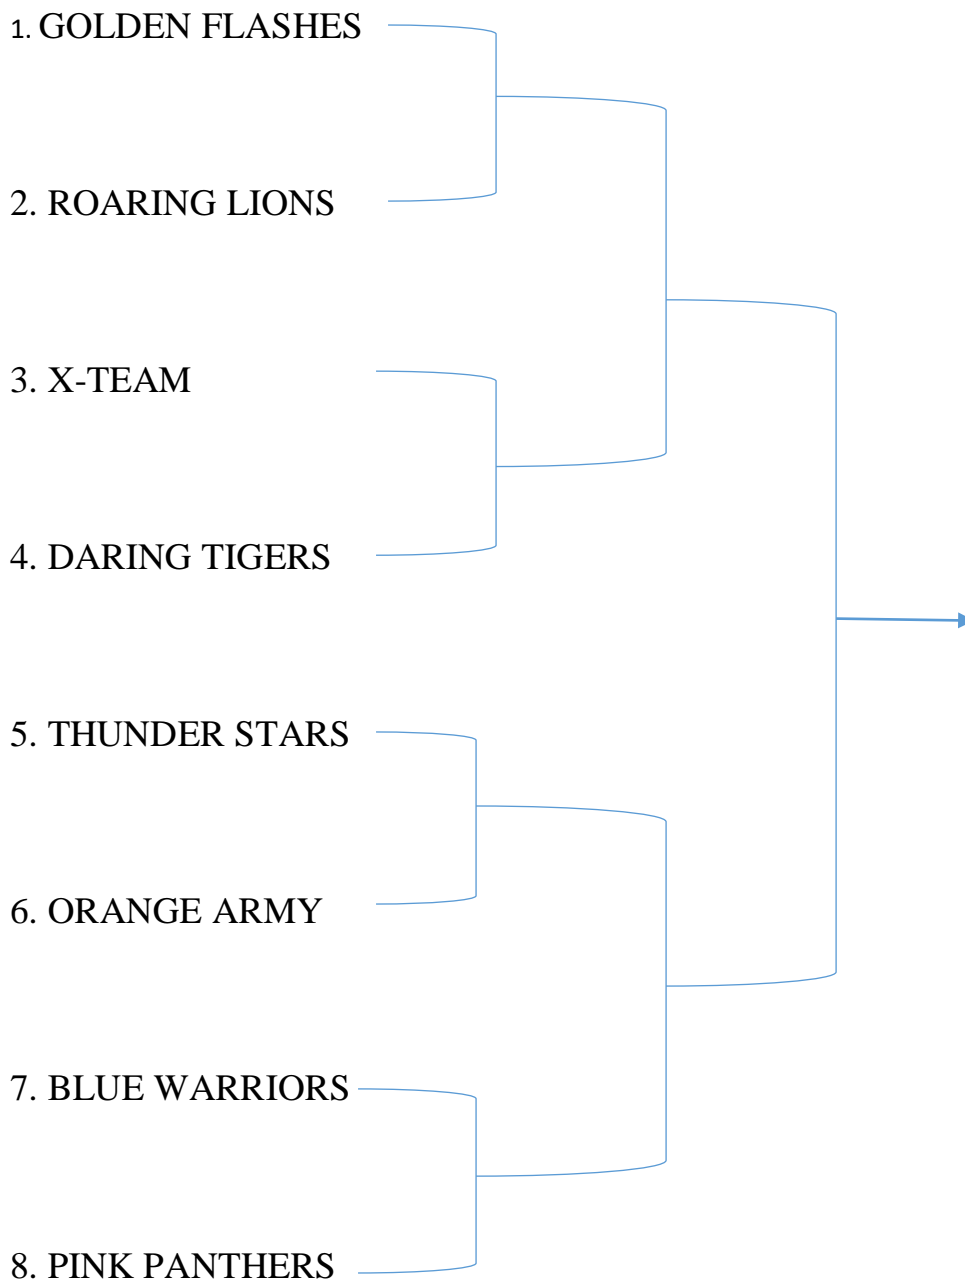 1. GOLDEN FLASHES
2. ROARING LIONS
3. X-TEAM
4. DARING TIGERS
5. THUNDER STARS
6. ORANGE ARMY
7. BLUE WARRIORS
8. PINK PANTHERS